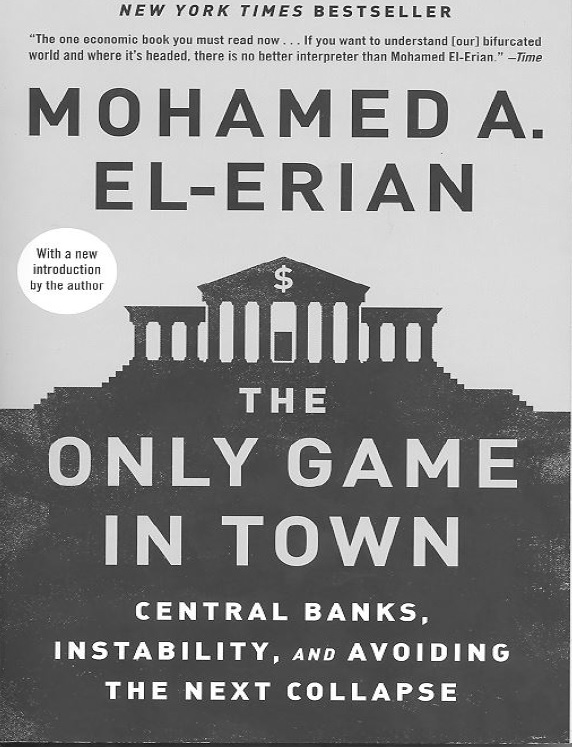 NEW YORK TIMES BESTSELLER
“The one economic book you must read now . . . If you want to understand [our] bifurcated
world and where it’s headed, there is no better interpreter than Mohamed El-Erian.” —Time
MOHAMED A.
EL-ERIAN
With a new
introduction
by the author
$
THE
ONLY GAME
IN TOWN
CENTRAL BANKS,
INSTABILITY, AND AVOIDING
THE NEXT COLLAPSE